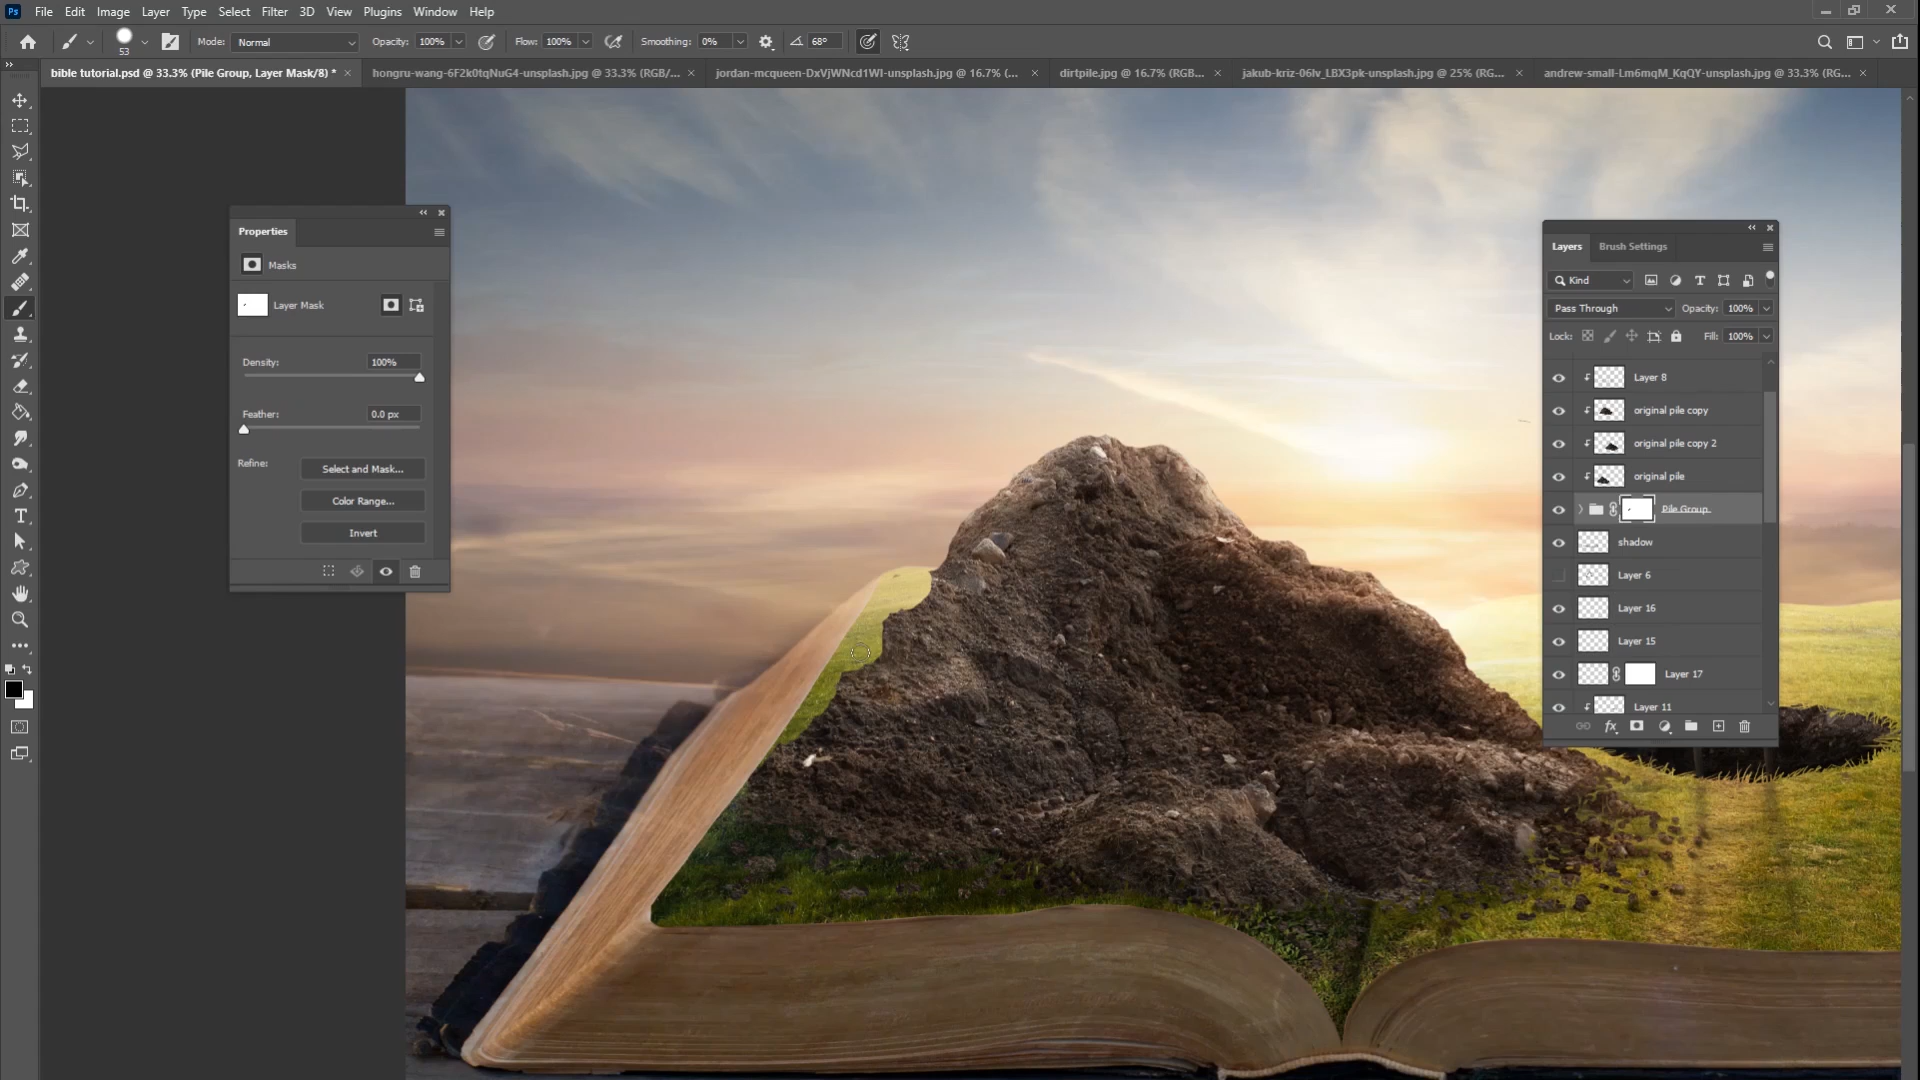 Ps File Edit Image Layer Type Select Filter 3D View Plugins Window Help
53 Mode: Normal Opacity: 100% Flow: 100% Smoothing: 0% 68°
bible tutorial.psd @ 33.3% (Pile Group, Layer Mask/8) * hongru-wang-6F2k0tqNuG4-unsplash.jpg @ 33.3% (RGB/... jordan-mcqueen-DxVjWNcd1WI-unsplash.jpg @ 16.7% (... dirtpile.jpg @ 16.7% (RGB... jakub-kriz-06lv_LBX3pk-unsplash.jpg @ 25% (RG... andrew-small-Lm6mqM_KqQY-unsplash.jpg @ 33.3% (RG...
Properties
Masks
Layer Mask
Density: 100%
Feather: 0.0 px
Refine: Select and Mask...
Color Range...
Invert
Layers Brush Settings
Kind
Pass Through Opacity: 100%
Lock: Fill: 100%
Layer 8
original pile copy
original pile copy 2
original pile
Pile Group
shadow
Layer 6
Layer 16
Layer 15
Layer 17
Layer 11
fx